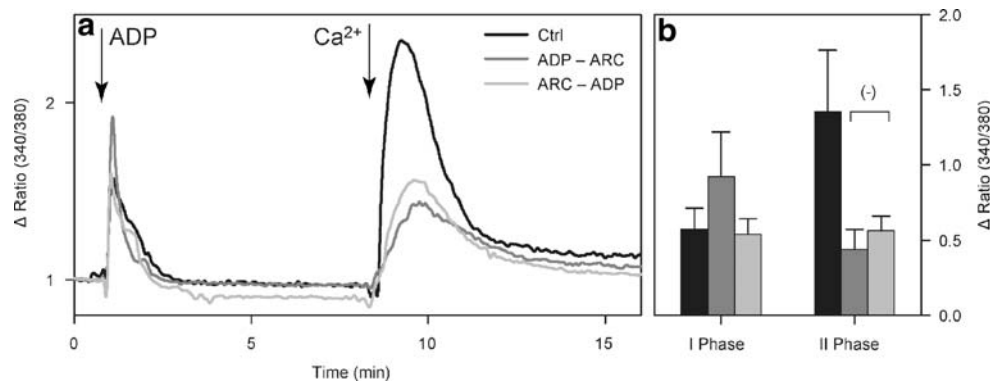 a
ADP
Ca²⁺
Ctrl
ADP – ARC
ARC – ADP
Δ Ratio (340/380)
2
1
0
5
10
15
Time (min)
b
(-)
2.0
1.5
1.0
0.5
0.0
Δ Ratio (340/380)
I Phase
II Phase